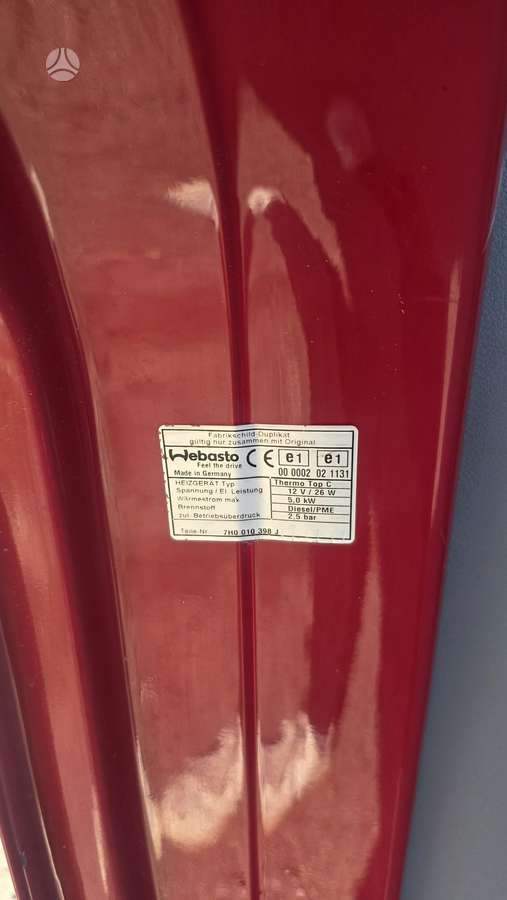 Fabrikschild-Duplikat
gültig nur zusammen mit Original
Webasto CE e1 e1
Feel the drive
Made in Germany 00 0002 02 1131
HEIZGERÄT Typ Thermo Top C
Spannung / El. Leistung 12 V / 26 W
Wärmestrom max. 5,0 kW
Brennstoff Diesel/PME
zul. Betriebsüberdruck 2,5 bar
Teile-Nr. 7H0 010 398 J